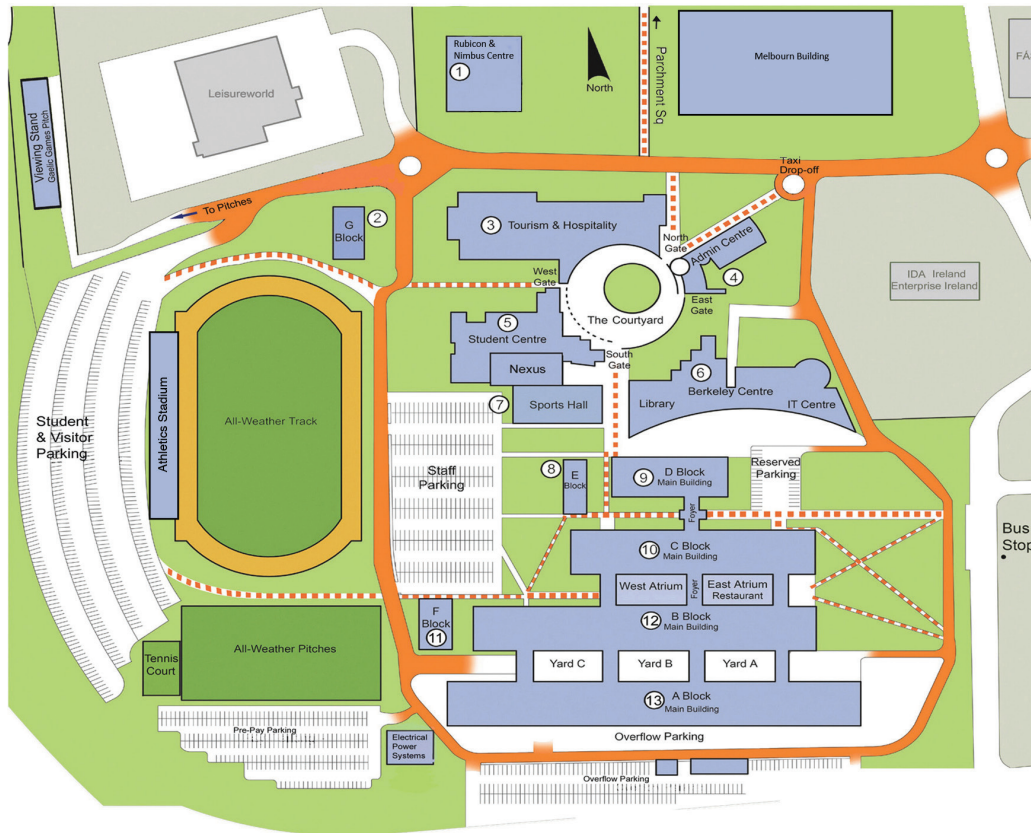 Rubicon &
Nimbus Centre
1
North
Parchment Sq
Melbourn Building
FÁS
Leisureworld
Viewing Stand
Gaelic Games Pitch
Taxi
Drop-off
To Pitches
2
G
Block
3
Tourism & Hospitality
North
Gate
Admin Centre
4
West
Gate
East
Gate
The Courtyard
IDA Ireland
Enterprise Ireland
5
Student Centre
South
Gate
Nexus
6
Berkeley Centre
Library
IT Centre
7
Sports Hall
Student
& Visitor
Parking
Athletics Stadium
All-Weather Track
Staff
Parking
8
E
Block
9
D Block
Main Building
Reserved
Parking
Foyer
Bus
Stop
10
C Block
Main Building
West Atrium
Foyer
East Atrium
Restaurant
F
Block
11
12
B Block
Main Building
All-Weather Pitches
Tennis
Court
Yard C
Yard B
Yard A
13
A Block
Main Building
Pre-Pay Parking
Electrical
Power
Systems
Overflow Parking
Overflow Parking